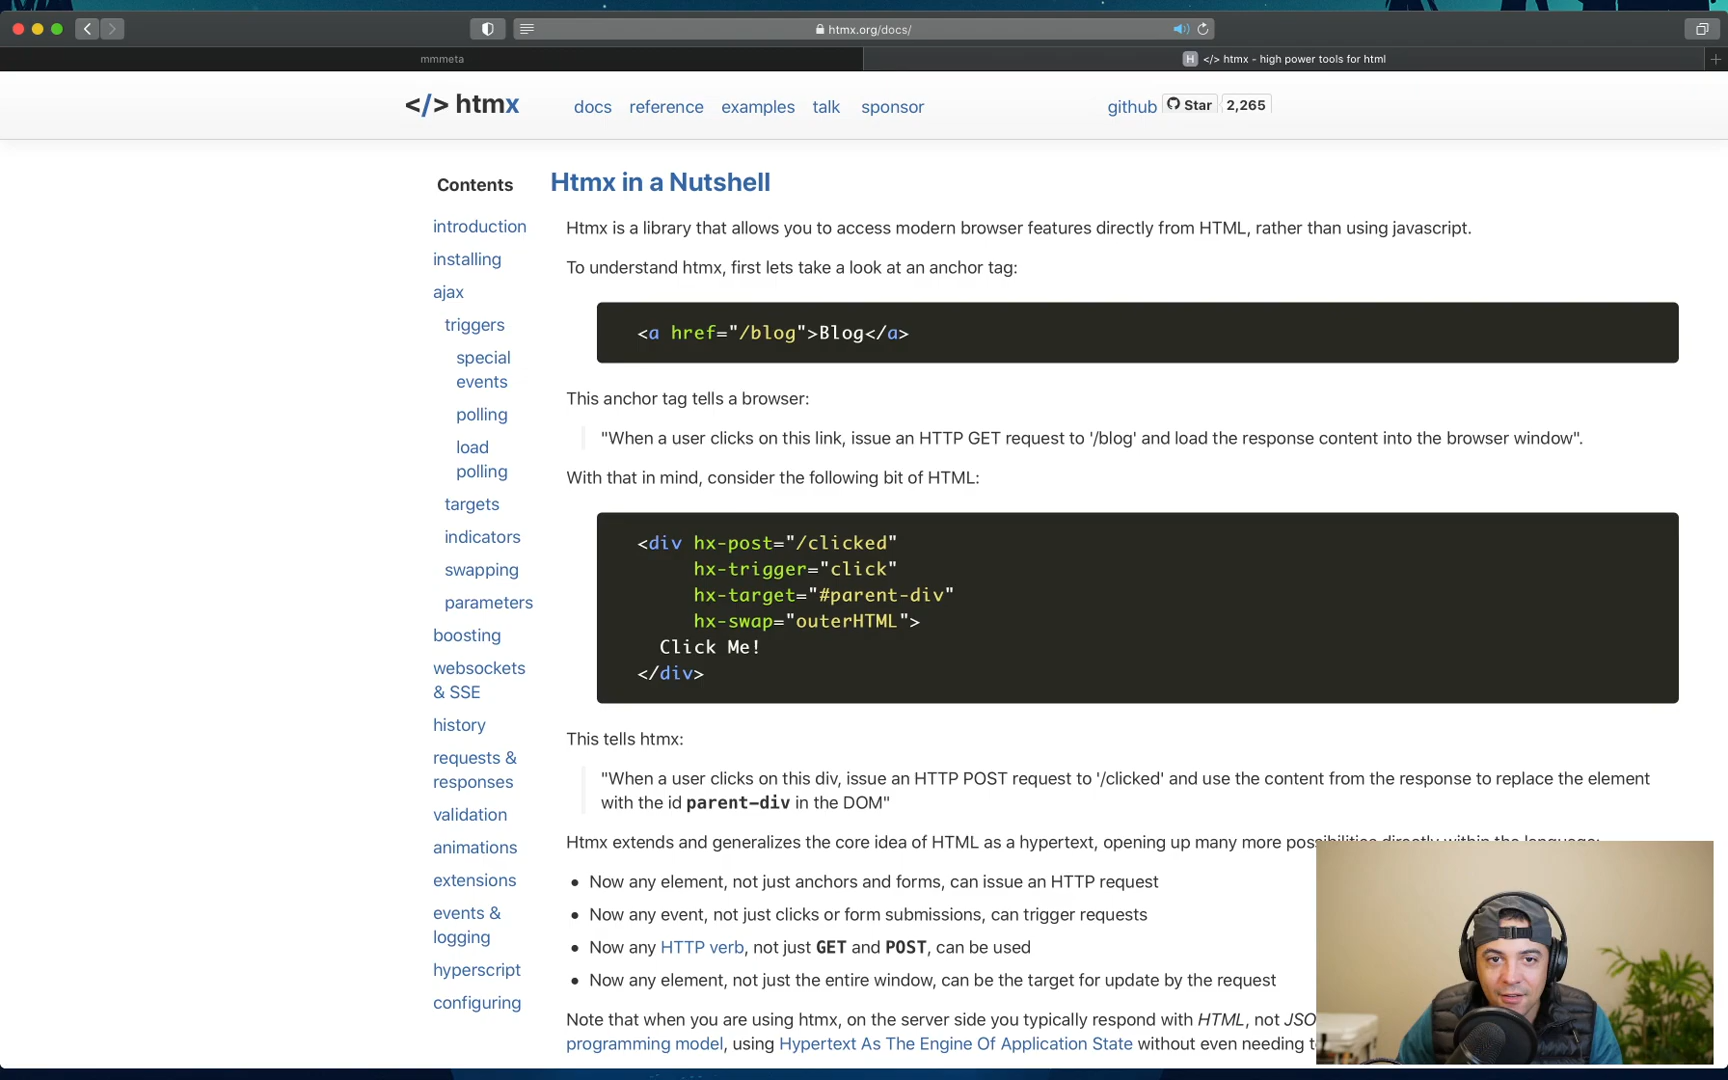 htmx.org/docs/
mmmeta
H </> htmx - high power tools for html
</> htmx
docs reference examples talk sponsor
github Star 2,265
Contents
introduction
installing
ajax
triggers
special
events
polling
load
polling
targets
indicators
swapping
parameters
boosting
websockets
& SSE
history
requests &
responses
validation
animations
extensions
events &
logging
hyperscript
configuring
Htmx in a Nutshell
Htmx is a library that allows you to access modern browser features directly from HTML, rather than using javascript.
To understand htmx, first lets take a look at an anchor tag:
<a href="/blog">Blog</a>
This anchor tag tells a browser:
"When a user clicks on this link, issue an HTTP GET request to '/blog' and load the response content into the browser window".
With that in mind, consider the following bit of HTML:
<div hx-post="/clicked"
hx-trigger="click"
hx-target="#parent-div"
hx-swap="outerHTML">
Click Me!
</div>
This tells htmx:
"When a user clicks on this div, issue an HTTP POST request to '/clicked' and use the content from the response to replace the element
with the id parent-div in the DOM"
Htmx extends and generalizes the core idea of HTML as a hypertext, opening up many more possibilities directly within the language:
• Now any element, not just anchors and forms, can issue an HTTP request
• Now any event, not just clicks or form submissions, can trigger requests
• Now any HTTP verb, not just GET and POST, can be used
• Now any element, not just the entire window, can be the target for update by the request
Note that when you are using htmx, on the server side you typically respond with HTML, not JSO
programming model, using Hypertext As The Engine Of Application State without even needing t